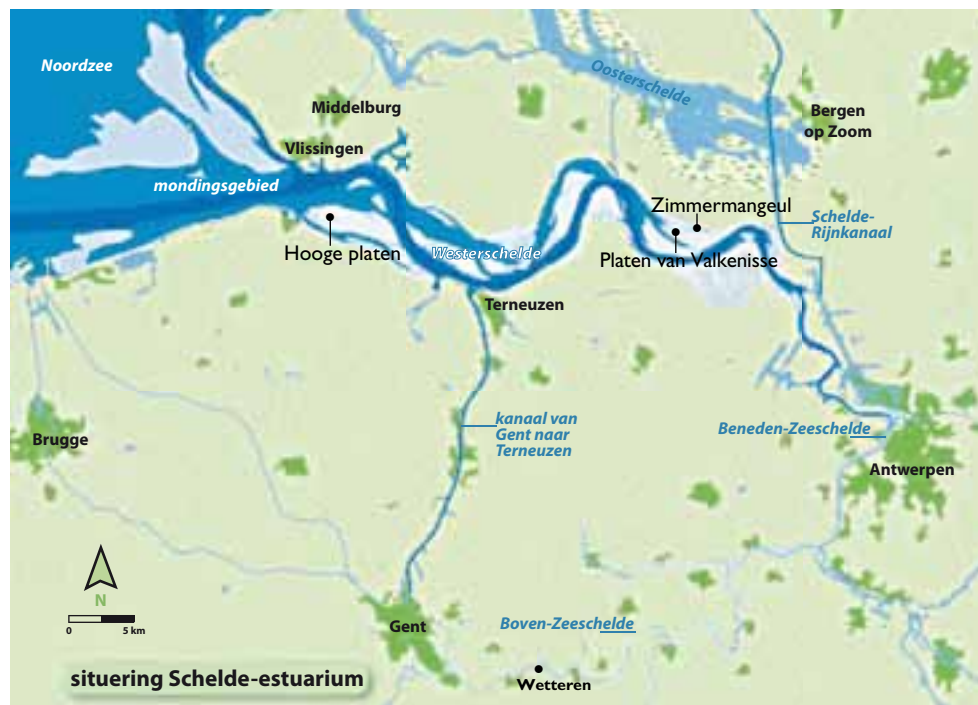 Noordzee
Oosterschelde
Middelburg
Bergen
op Zoom
Vlissingen
mondingsgebied
Zimmermangeul
Schelde-
Rijnkanaal
Hooge platen
Westerschelde
Platen van Valkenisse
Terneuzen
kanaal van
Gent naar
Terneuzen
Brugge
Beneden-Zeeschelde
Antwerpen
N
0 5 km
Gent
Boven-Zeeschelde
situering Schelde-estuarium
Wetteren